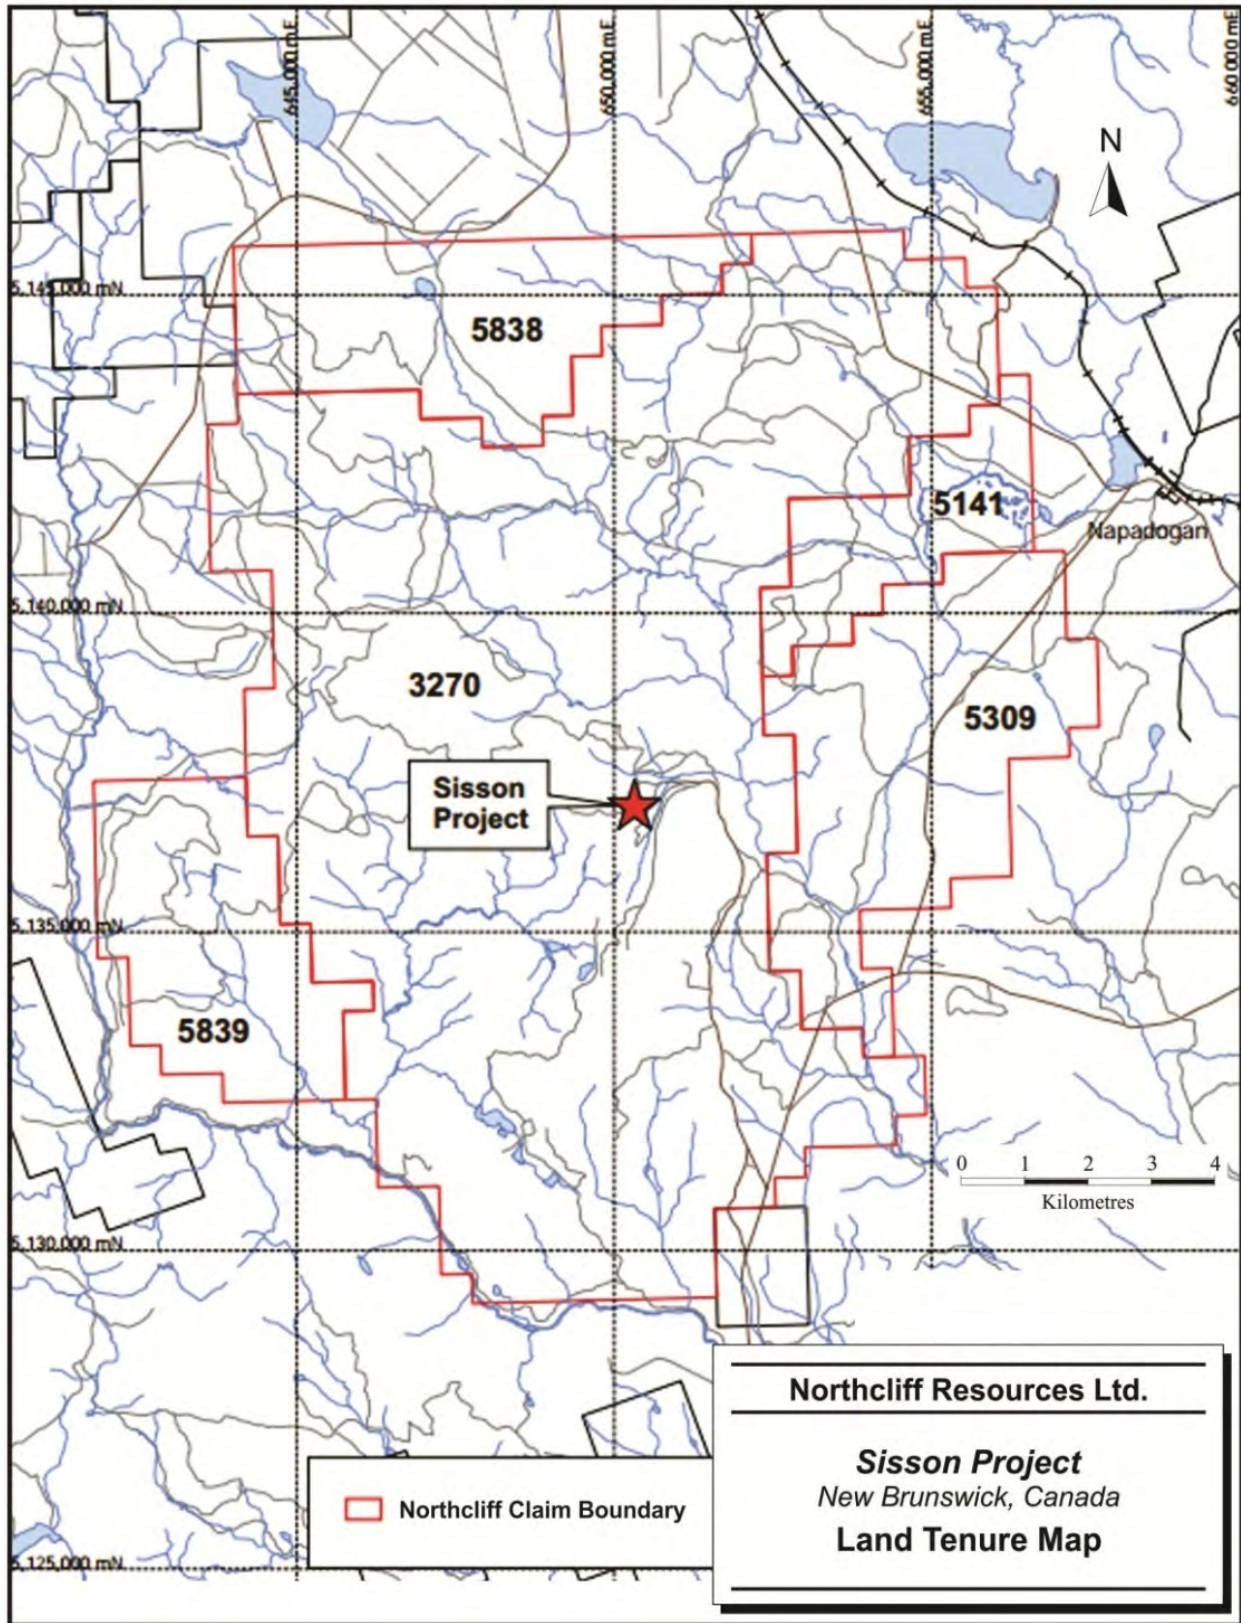 645,000 mE
650,000 mE
655,000 mE
660,000 mE
N
5,145,000 mN
5838
5141
Napadogan
5,140,000 mN
3270
5309
Sisson
Project
5,135,000 mN
5839
0 1 2 3 4
Kilometres
5,130,000 mN
Northcliff Resources Ltd.
Sisson Project
New Brunswick, Canada
Land Tenure Map
Northcliff Claim Boundary
5,125,000 mN